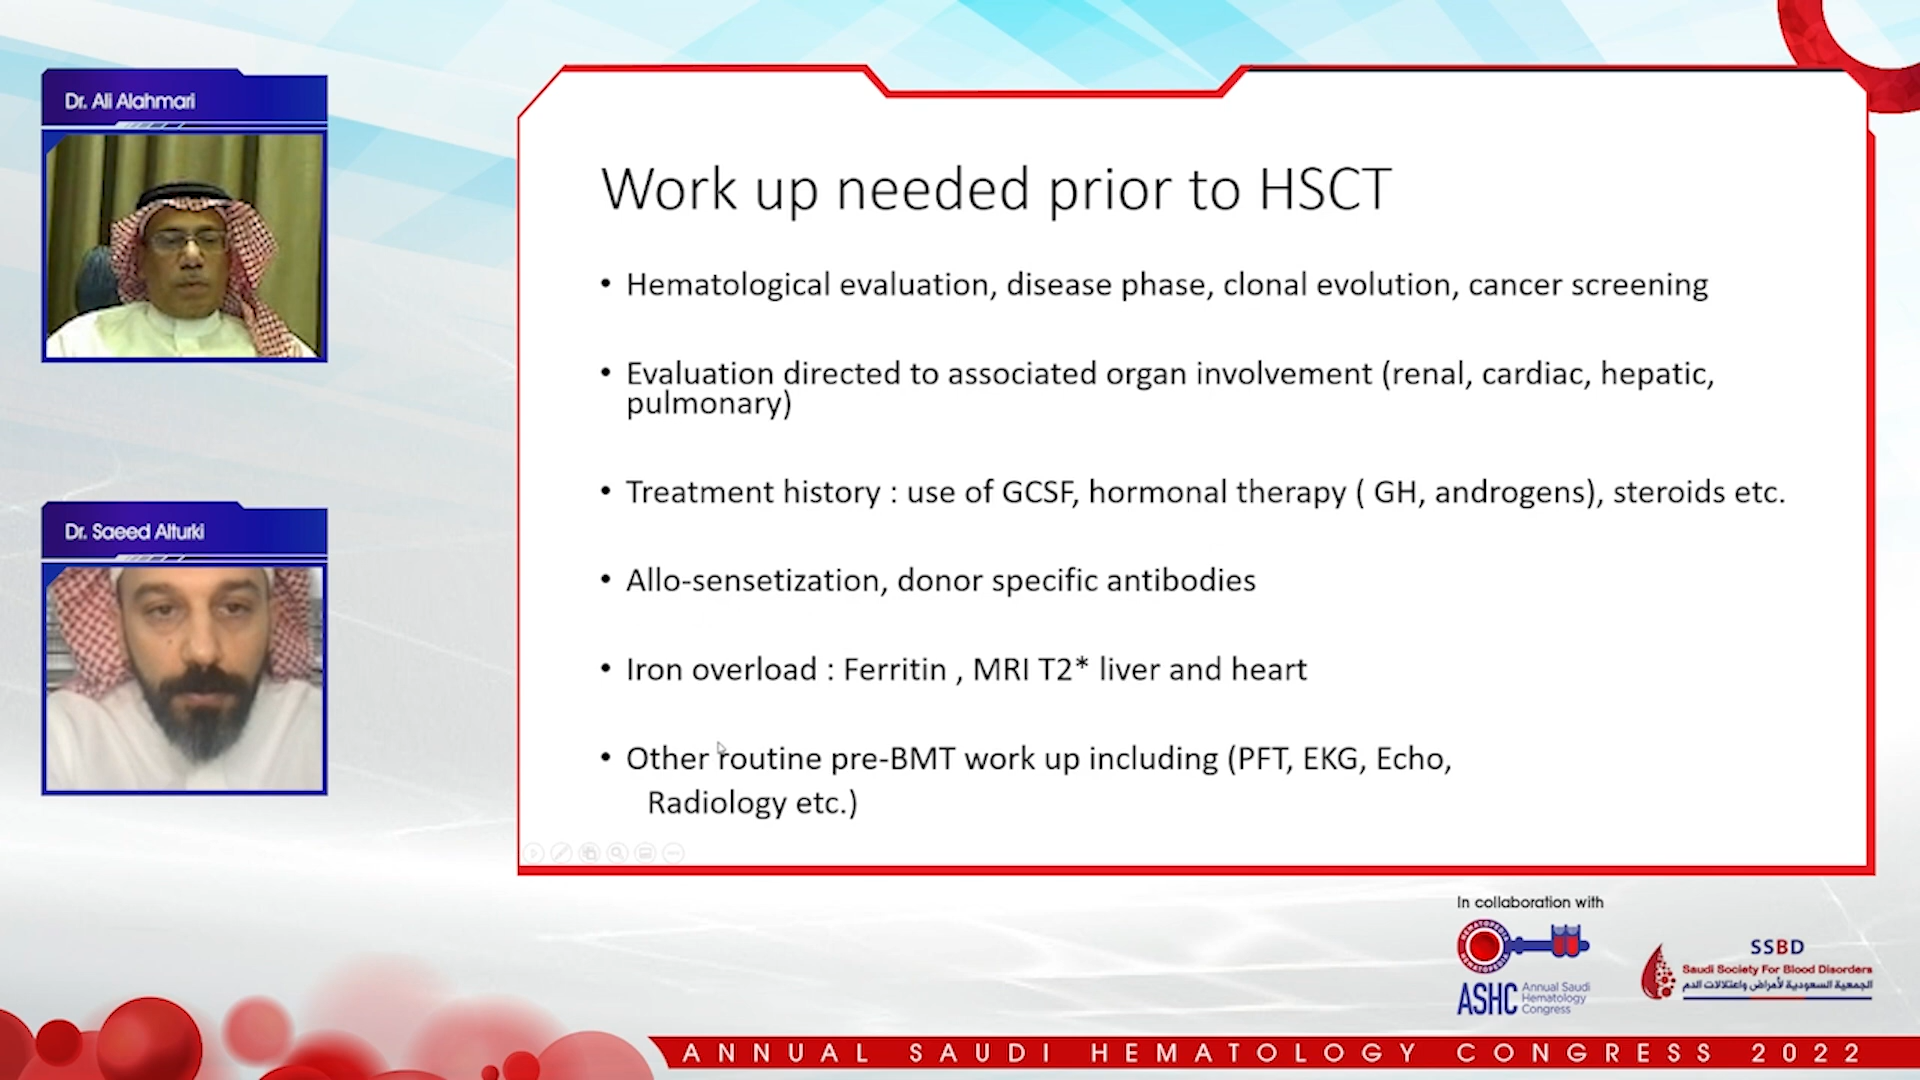 Dr. Ali Alahmari
Dr. Saeed Alturki
Work up needed prior to HSCT
• Hematological evaluation, disease phase, clonal evolution, cancer screening
• Evaluation directed to associated organ involvement (renal, cardiac, hepatic,
pulmonary)
• Treatment history : use of GCSF, hormonal therapy ( GH, androgens), steroids etc.
• Allo-sensetization, donor specific antibodies
• Iron overload : Ferritin , MRI T2* liver and heart
• Other routine pre-BMT work up including (PFT, EKG, Echo,
Radiology etc.)
In collaboration with
HEMATOPEDIA
HEMATOPEDIA
ASHC
Annual Saudi
Hematology
Congress
SSBD
Saudi Society For Blood Disorders
الجمعية السعودية لأمراض واعتلالات الدم
ANNUAL SAUDI HEMATOLOGY CONGRESS 2022